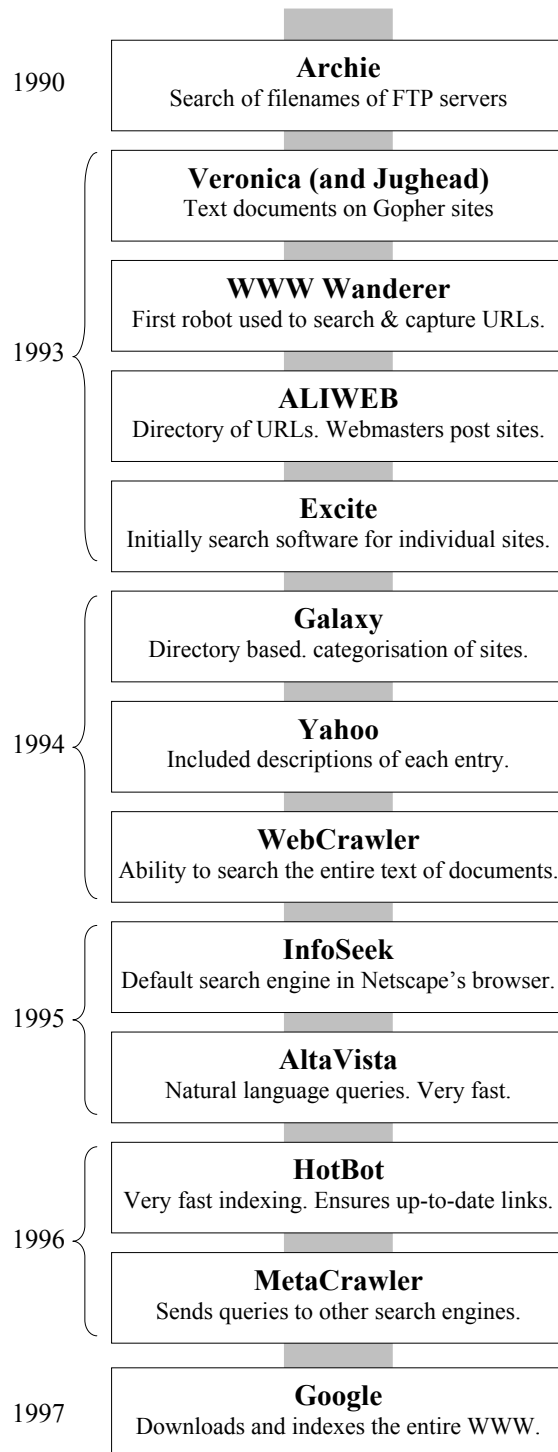 1990
Archie
Search of filenames of FTP servers
1993
Veronica (and Jughead)
Text documents on Gopher sites
WWW Wanderer
First robot used to search & capture URLs.
ALIWEB
Directory of URLs. Webmasters post sites.
Excite
Initially search software for individual sites.
1994
Galaxy
Directory based. categorisation of sites.
Yahoo
Included descriptions of each entry.
WebCrawler
Ability to search the entire text of documents.
1995
InfoSeek
Default search engine in Netscape’s browser.
AltaVista
Natural language queries. Very fast.
1996
HotBot
Very fast indexing. Ensures up-to-date links.
MetaCrawler
Sends queries to other search engines.
1997
Google
Downloads and indexes the entire WWW.